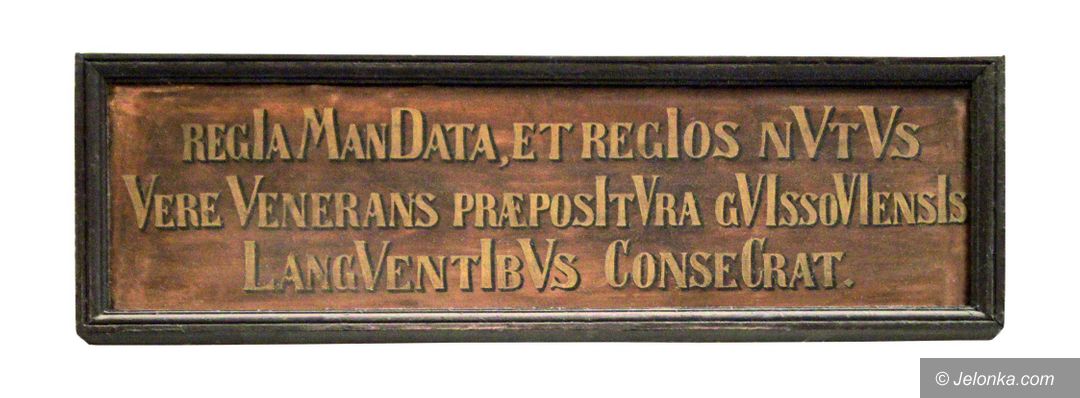 REGIA MANDATA, ET REGIOS NVTVS
VERE VENERANS PRÆPOSITVRA GVISSOVIENSIS
LANGVENTIBVS CONSECRAT.
© Jelonka.com